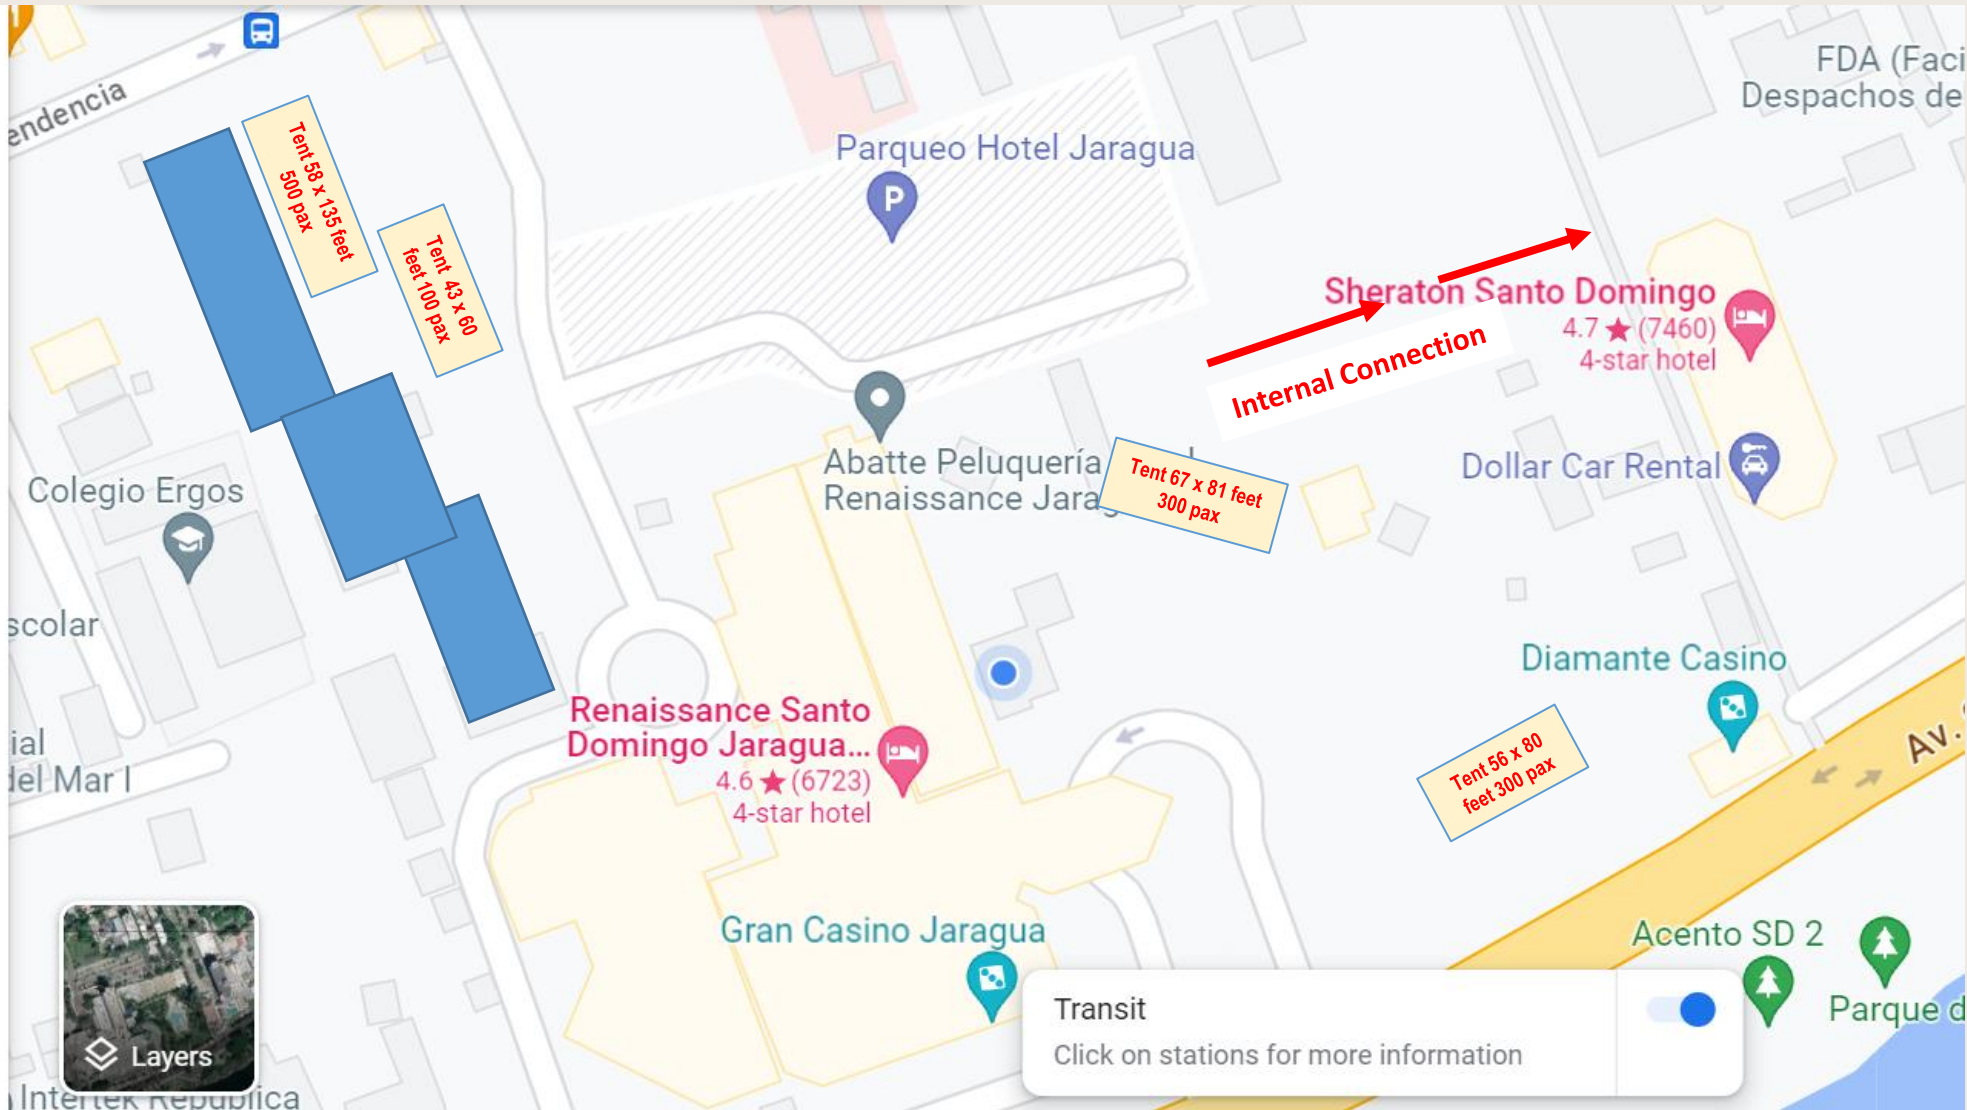 endencia
FDA (Faci
Despachos de
Tent 58 x 135 feet
500 pax
Parqueo Hotel Jaragua
P
Tent 43 x 60
feet 100 pax
Sheraton Santo Domingo
4.7 ★ (7460)
4-star hotel
Internal Connection
Abatte Peluquería
Renaissance Jarag
Tent 67 x 81 feet
300 pax
Dollar Car Rental
Colegio Ergos
scolar
Diamante Casino
Renaissance Santo
Domingo Jaragua...
4.6 ★ (6723)
4-star hotel
ial
del Mar I
Tent 56 x 80
feet 300 pax
Av.
Gran Casino Jaragua
Acento SD 2
Parque d
Transit
Click on stations for more information
Layers
Intertek República